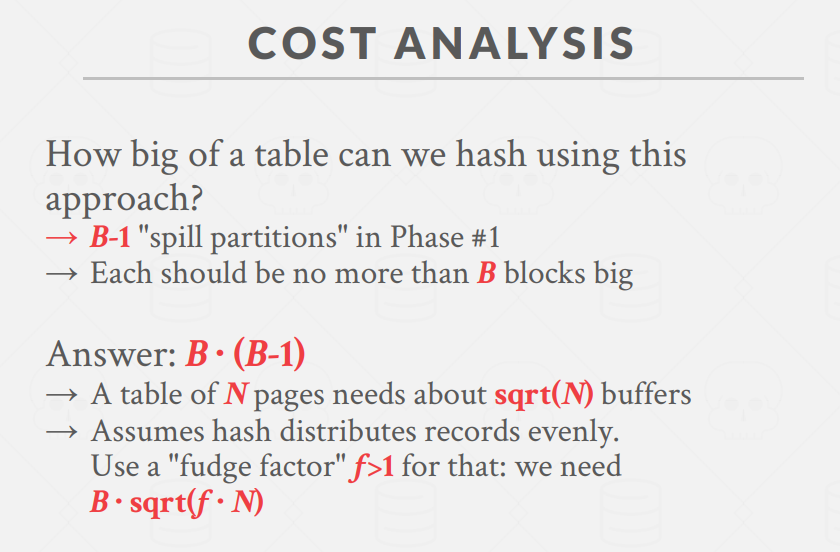 COST ANALYSIS
How big of a table can we hash using this
approach?
→ B-1 "spill partitions" in Phase #1
→ Each should be no more than B blocks big
Answer: B · (B-1)
→ A table of N pages needs about sqrt(N) buffers
→ Assumes hash distributes records evenly.
Use a "fudge factor" f>1 for that: we need
B · sqrt(f · N)